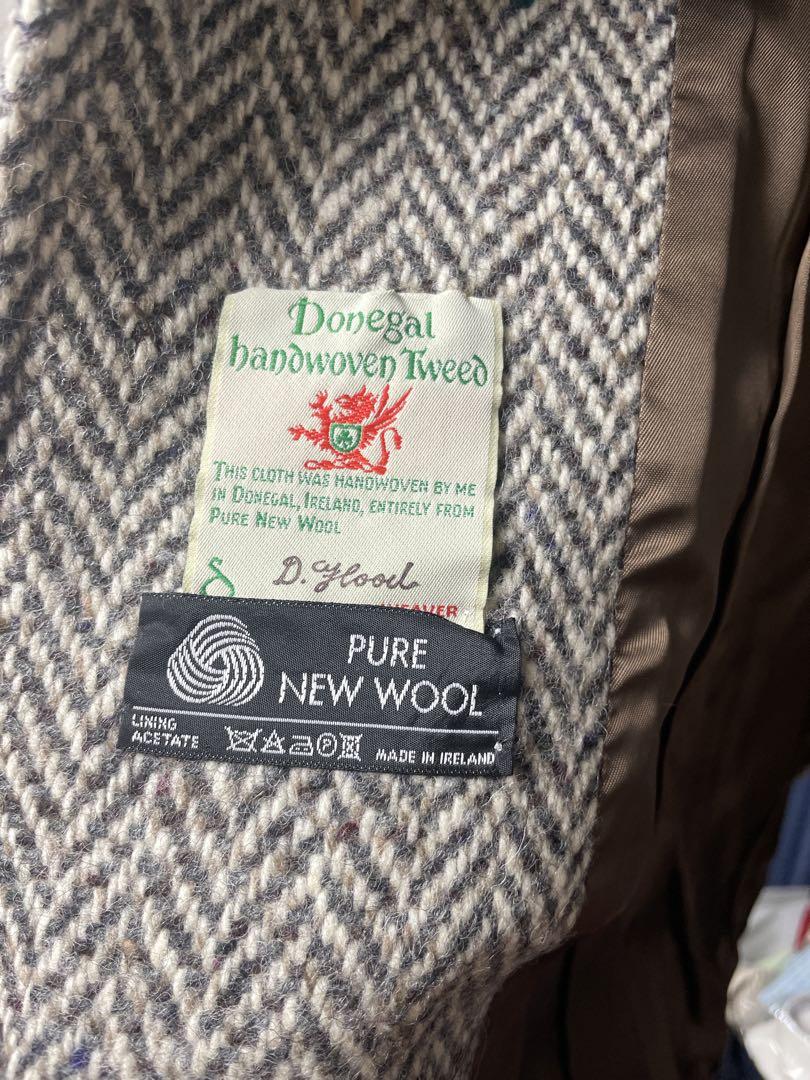 Donegal
handwoven Tweed
THIS CLOTH WAS HANDWOVEN BY ME
IN DONEGAL, IRELAND, ENTIRELY FROM
PURE NEW WOOL
D. Flood
WEAVER
PURE
NEW WOOL
LINING
ACETATE
P
MADE IN IRELAND